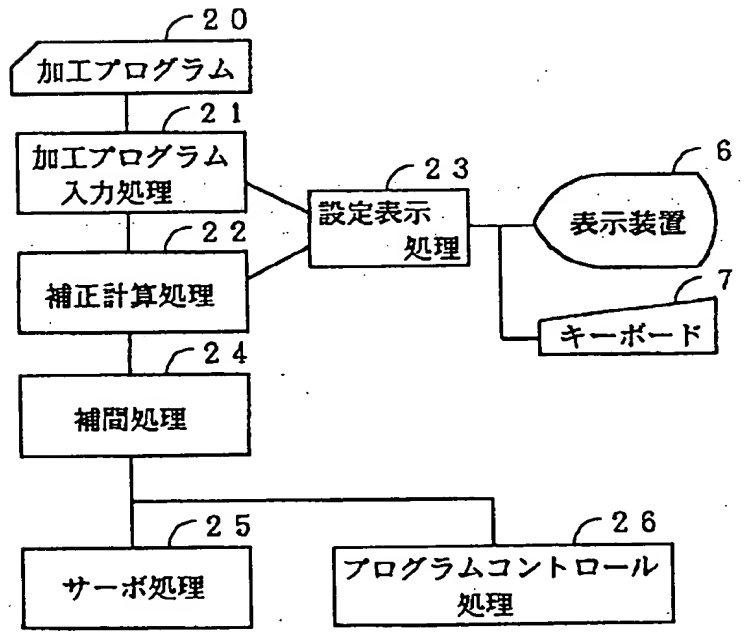 20
加工プログラム
21
加工プログラム
入力処理
22
補正計算処理
23
設定表示
処理
6
表示装置
7
キーボード
24
補間処理
25
サーボ処理
26
プログラムコントロール
処理